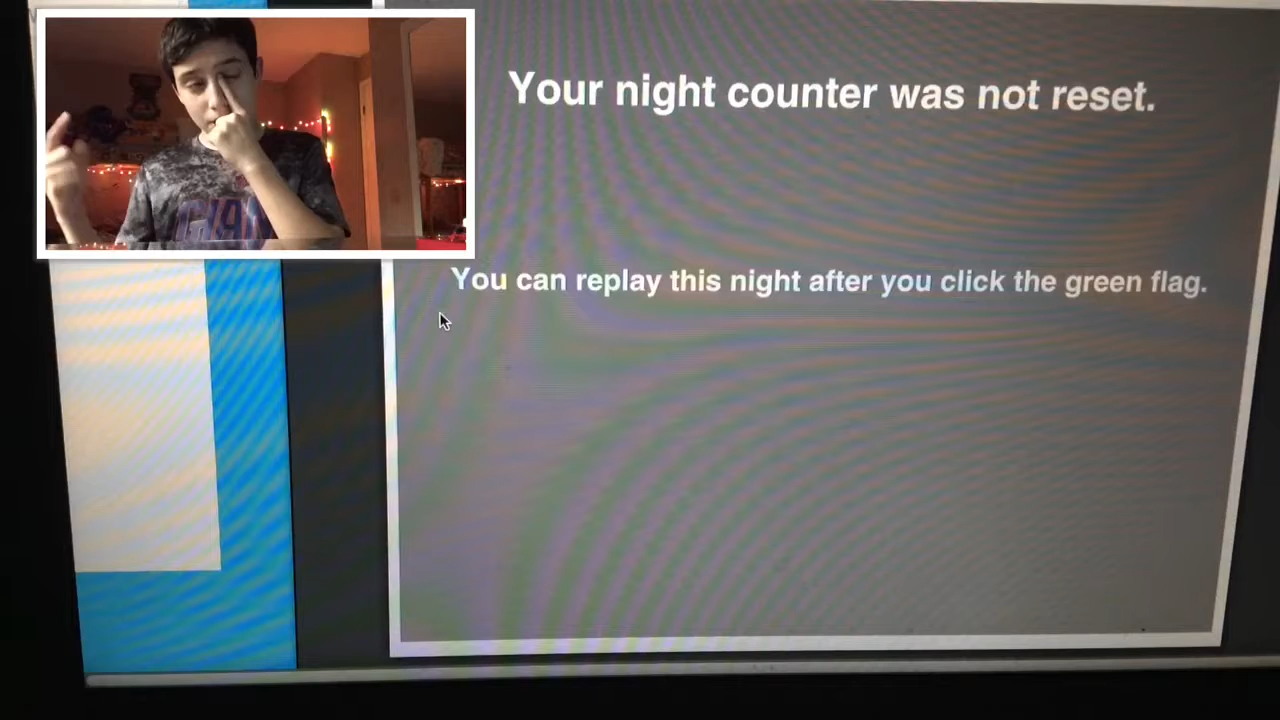 Your night counter was not reset.
You can replay this night after you click the green flag.